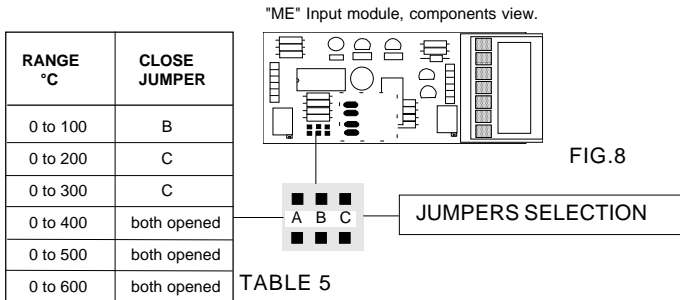 "ME" Input module, components view.
RANGE °C CLOSE JUMPER
0 to 100 B
0 to 200 C
0 to 300 C
0 to 400 both opened
0 to 500 both opened
0 to 600 both opened
TABLE 5
A B C
JUMPERS SELECTION
FIG.8